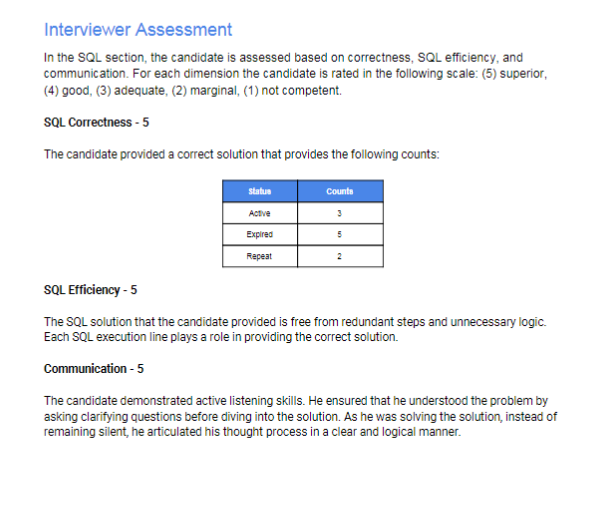 Interviewer Assessment
In the SQL section, the candidate is assessed based on correctness, SQL efficiency, and
communication. For each dimension the candidate is rated in the following scale: (5) superior,
(4) good, (3) adequate, (2) marginal, (1) not competent.
SQL Correctness - 5
The candidate provided a correct solution that provides the following counts:
Status Counts
Active 3
Expired 5
Repeat 2
SQL Efficiency - 5
The SQL solution that the candidate provided is free from redundant steps and unnecessary logic.
Each SQL execution line plays a role in providing the correct solution.
Communication - 5
The candidate demonstrated active listening skills. He ensured that he understood the problem by
asking clarifying questions before diving into the solution. As he was solving the solution, instead of
remaining silent, he articulated his thought process in a clear and logical manner.